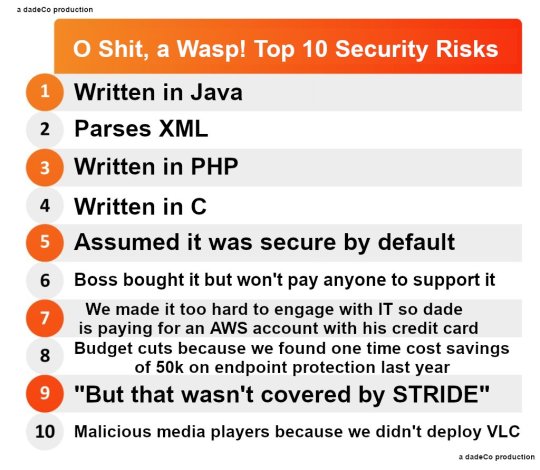 a dadeCo production
O Shit, a Wasp! Top 10 Security Risks
1 Written in Java
2 Parses XML
3 Written in PHP
4 Written in C
5 Assumed it was secure by default
6 Boss bought it but won't pay anyone to support it
7 We made it too hard to engage with IT so dade
is paying for an AWS account with his credit card
8 Budget cuts because we found one time cost savings
of 50k on endpoint protection last year
9 "But that wasn't covered by STRIDE"
10 Malicious media players because we didn't deploy VLC
a dadeCo production